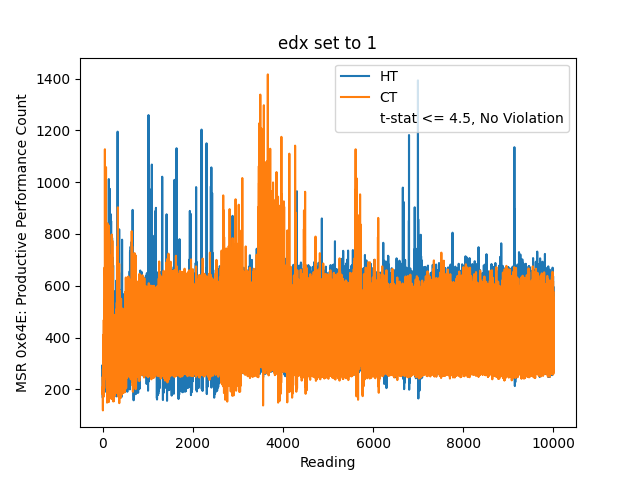 edx set to 1
HT
CT
t-stat <= 4.5, No Violation
MSR 0x64E: Productive Performance Count
1400
1200
1000
800
600
400
200
0 2000 4000 6000 8000 10000
Reading